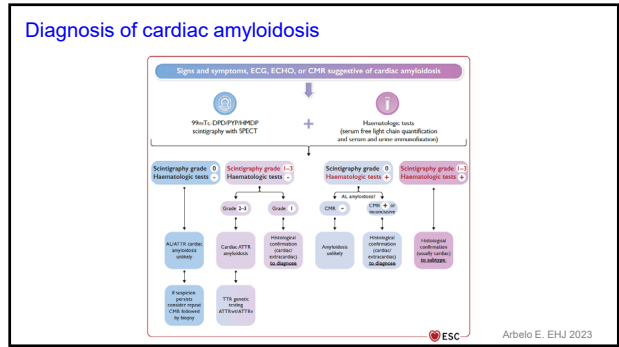 Diagnosis of cardiac amyloidosis
Signs and symptoms, ECG, ECHO, or CMR suggestive of cardiac amyloidosis
99mTc-DPD/PYP/HMDP
scintigraphy with SPECT
+
Haematologic tests
(serum free light chain quantification
and serum and urine immunofixation)
Scintigraphy grade 0
Haematologic tests -
Scintigraphy grade 1–3
Haematologic tests -
Scintigraphy grade 0
Haematologic tests +
Scintigraphy grade 1–3
Haematologic tests +
AL amyloidosis?
Grade 2–3
Grade 1
CMR -
CMR + or
inconclusive
AL/ATTR cardiac
amyloidosis
unlikely
Cardiac ATTR
amyloidosis
Histological
confirmation
(cardiac/
extracardiac)
to diagnose
Amyloidosis
unlikely
Histological
confirmation
(cardiac/
extracardiac)
to diagnose
Histological
confirmation
(usually cardiac)
to subtype
If suspicion
persists
consider repeat
CMR followed
by biopsy
TTR genetic
testing
ESC
Arbelo E. EHJ 2023